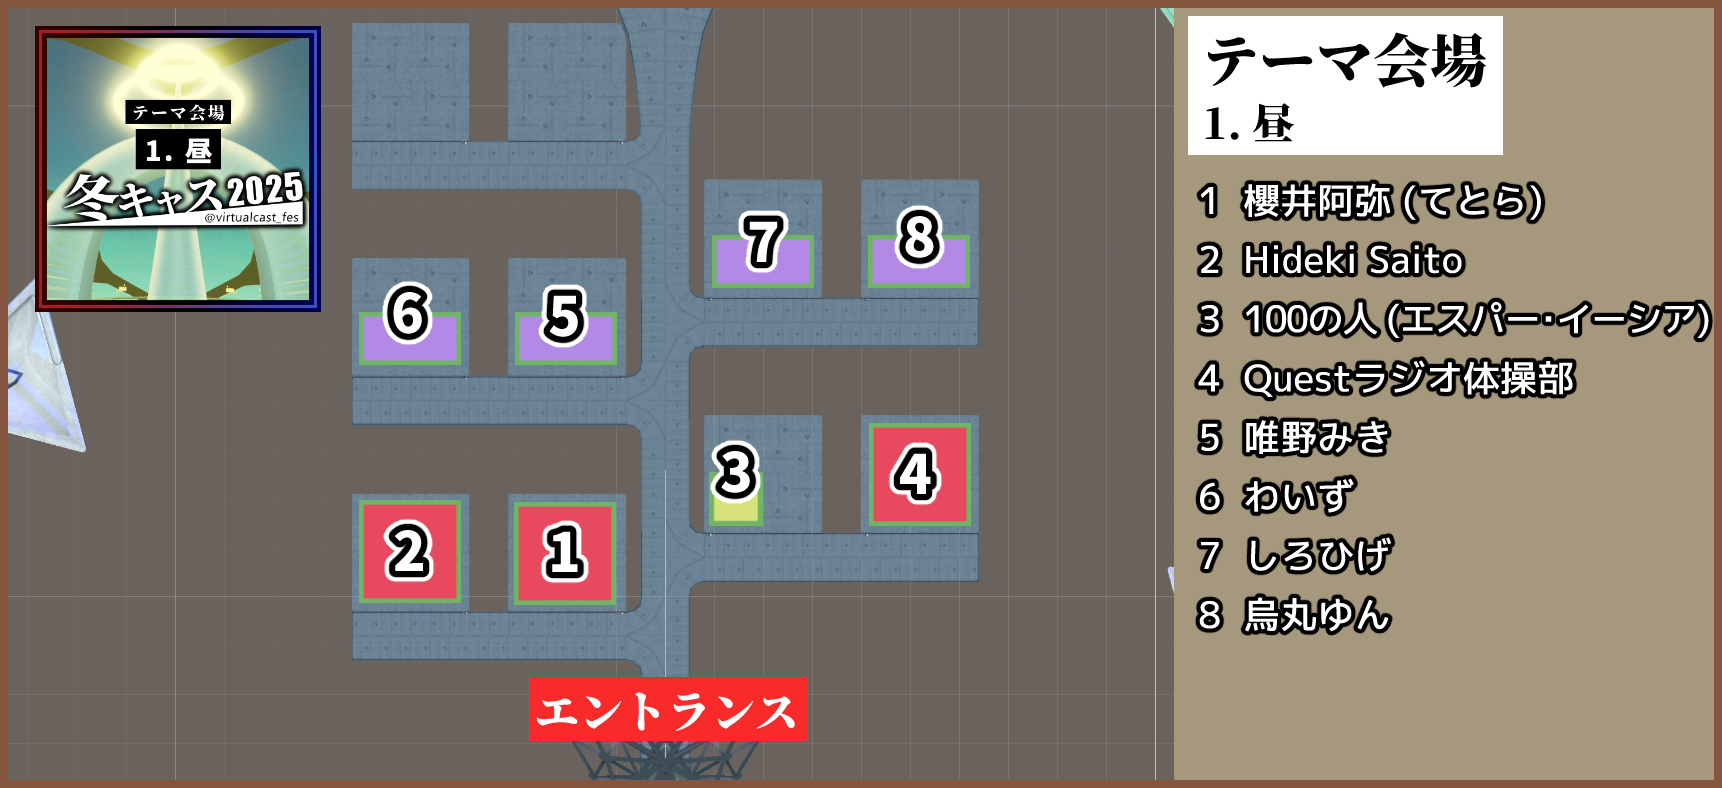 テーマ会場
1. 昼
冬キャス2025
@virtualcast_fes
7
8
6
5
3
4
2
1
エントランス
テーマ会場
1. 昼
1 櫻井阿弥 (てとら)
2 Hideki Saito
3 100の人 (エスパー・イーシア)
4 Questラジオ体操部
5 唯野みき
6 わいず
7 しろひげ
8 烏丸ゆん